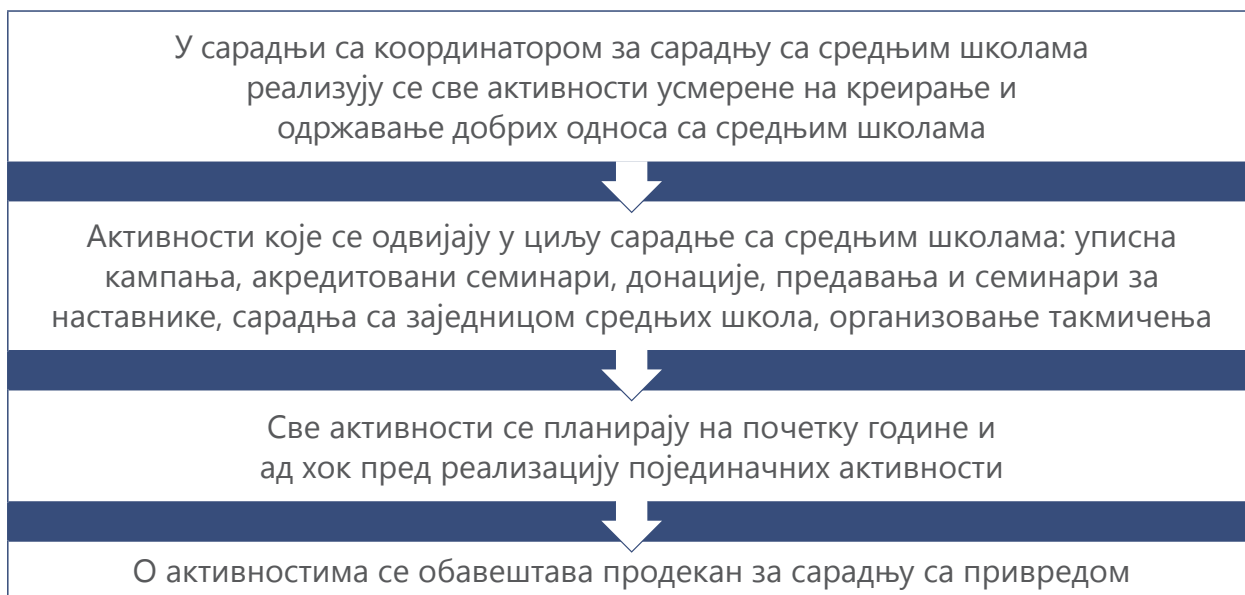 У сарадњи са координатором за сарадњу са средњим школама
реализују се све активности усмерене на креирање и
одржавање добрих односа са средњим школама
Активности које се одвијају у циљу сарадње са средњим школама: уписна
кампања, акредитовани семинари, донације, предавања и семинари за
наставнике, сарадња са заједницом средњих школа, организовање такмичења
Све активности се планирају на почетку године и
ад хок пред реализацију појединачних активности
О активностима се обавештава продекан за сарадњу са привредом